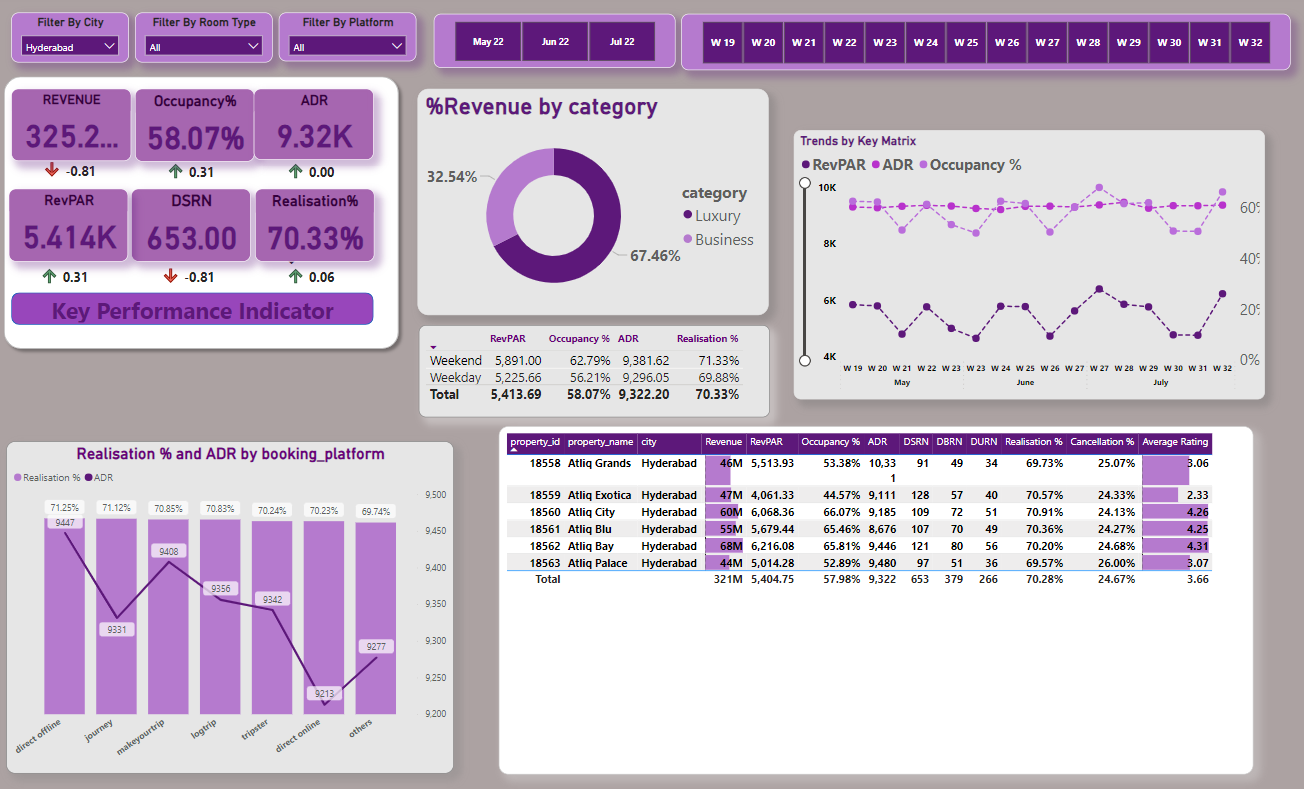 Filter By City
Hyderabad
Filter By Room Type
All
Filter By Platform
All
May 22 Jun 22 Jul 22
W 19 W 20 W 21 W 22 W 23 W 24 W 25 W 26 W 27 W 28 W 29 W 30 W 31 W 32
REVENUE Occupancy% ADR
325.2... 58.07% 9.32K
-0.81 0.31 0.00
RevPAR DSRN Realisation%
5.414K 653.00 70.33%
0.31 -0.81 0.06
Key Performance Indicator
%Revenue by category
32.54%
67.46%
category
Luxury
Business
RevPAR Occupancy % ADR Realisation %
Weekend 5,891.00 62.79% 9,381.62 71.33%
Weekday 5,225.66 56.21% 9,296.05 69.88%
Total 5,413.69 58.07% 9,322.20 70.33%
Trends by Key Matrix
RevPAR ADR Occupancy %
10K
8K
6K
4K
60%
40%
20%
0%
W 19 W 20 W 21 W 22 W 23 W 23 W 24 W 25 W 26 W 27 W 27 W 28 W 29 W 30 W 31 W 32
May June July
Realisation % and ADR by booking_platform
Realisation % ADR
71.25% 71.12% 70.85% 70.83% 70.24% 70.23% 69.74%
9447 9331 9408 9356 9342 9213 9277
9,500
9,450
9,400
9,350
9,300
9,250
9,200
direct offline journey makeyourtrip logtrip tripster direct online others
property_id property_name city Revenue RevPAR Occupancy % ADR DSRN DBRN DURN Realisation % Cancellation % Average Rating
18558 Atliq Grands Hyderabad 46M 5,513.93 53.38% 10,33 91 49 34 69.73% 25.07% 3.06
1
18559 Atliq Exotica Hyderabad 47M 4,061.33 44.57% 9,111 128 57 40 70.57% 24.33% 2.33
18560 Atliq City Hyderabad 60M 6,068.36 66.07% 9,185 109 72 51 70.91% 24.13% 4.26
18561 Atliq Blu Hyderabad 55M 5,679.44 65.46% 8,676 107 70 49 70.36% 24.27% 4.25
18562 Atliq Bay Hyderabad 68M 6,216.08 65.81% 9,446 121 80 56 70.20% 24.68% 4.31
18563 Atliq Palace Hyderabad 44M 5,014.28 52.89% 9,480 97 51 36 69.57% 26.00% 3.07
Total 321M 5,404.75 57.98% 9,322 653 379 266 70.28% 24.67% 3.66